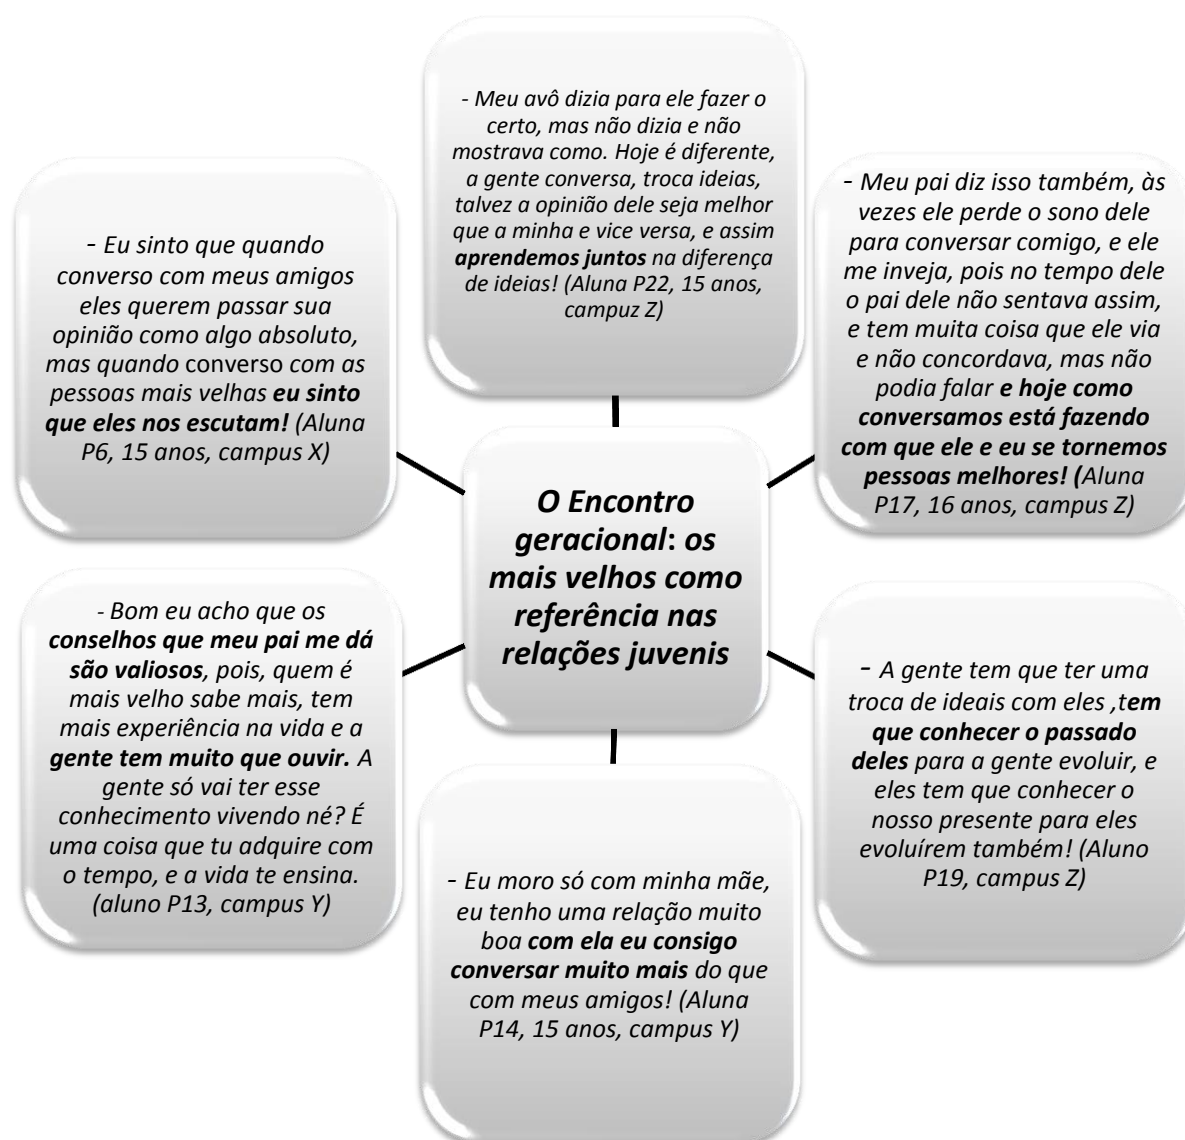 - Meu avô dizia para ele fazer o
certo, mas não dizia e não
mostrava como. Hoje é diferente,
a gente conversa, troca ideias,
talvez a opinião dele seja melhor
que a minha e vice versa, e assim
aprendemos juntos na diferença
de ideias! (Aluna P22, 15 anos,
campuz Z)
- Eu sinto que quando
converso com meus amigos
eles querem passar sua
opinião como algo absoluto,
mas quando converso com as
pessoas mais velhas eu sinto
que eles nos escutam! (Aluna
P6, 15 anos, campus X)
- Meu pai diz isso também, às
vezes ele perde o sono dele
para conversar comigo, e ele
me inveja, pois no tempo dele
o pai dele não sentava assim,
e tem muita coisa que ele via
e não concordava, mas não
podia falar e hoje como
conversamos está fazendo
com que ele e eu se tornemos
pessoas melhores! (Aluna
P17, 16 anos, campus Z)
O Encontro
geracional: os
mais velhos como
referência nas
relações juvenis
- Bom eu acho que os
conselhos que meu pai me dá
são valiosos, pois, quem é
mais velho sabe mais, tem
mais experiência na vida e a
gente tem muito que ouvir. A
gente só vai ter esse
conhecimento vivendo né? É
uma coisa que tu adquire com
o tempo, e a vida te ensina.
(aluno P13, campus Y)
- A gente tem que ter uma
troca de ideais com eles ,tem
que conhecer o passado
deles para a gente evoluir, e
eles tem que conhecer o
nosso presente para eles
evoluírem também! (Aluno
P19, campus Z)
- Eu moro só com minha mãe,
eu tenho uma relação muito
boa com ela eu consigo
conversar muito mais do que
com meus amigos! (Aluna
P14, 15 anos, campus Y)